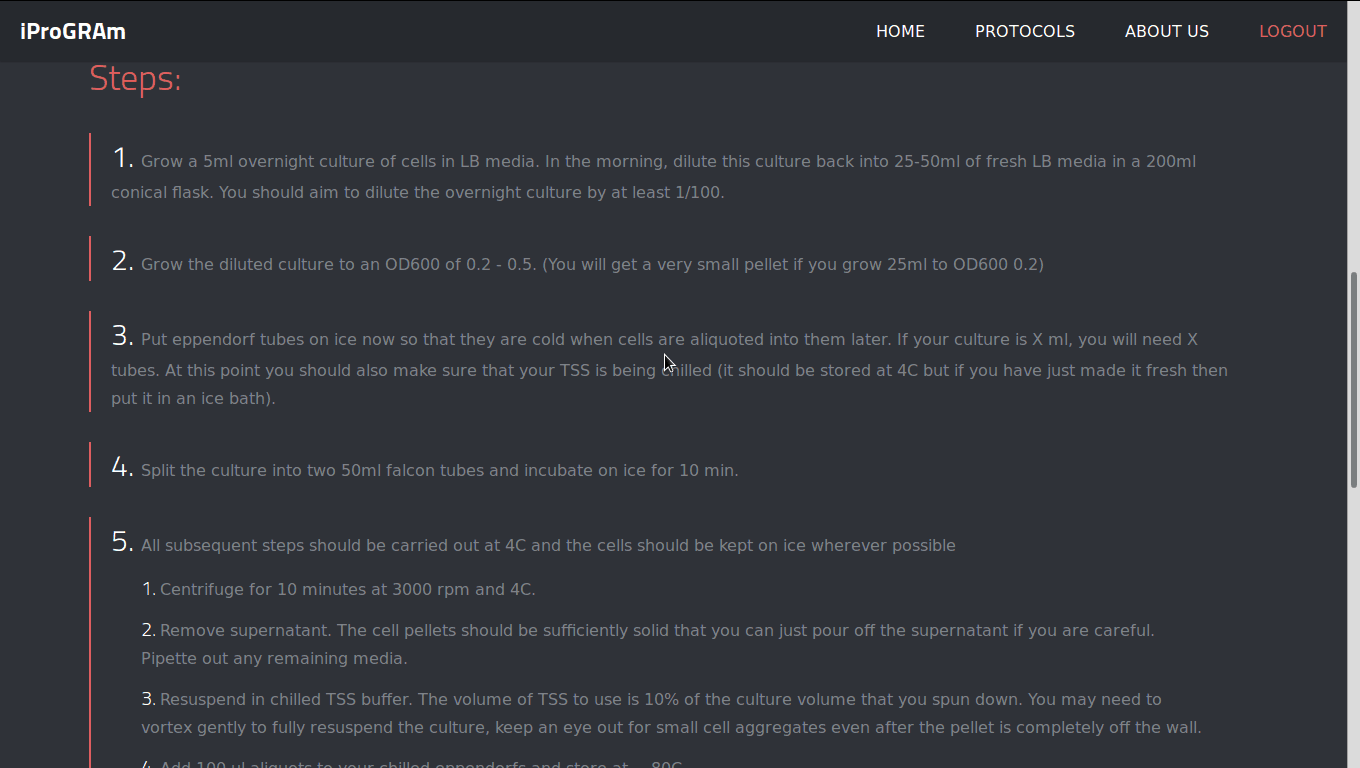 iProGRAm HOME PROTOCOLS ABOUT US LOGOUT
Steps:
1. Grow a 5ml overnight culture of cells in LB media. In the morning, dilute this culture back into 25-50ml of fresh LB media in a 200ml
conical flask. You should aim to dilute the overnight culture by at least 1/100.
2. Grow the diluted culture to an OD600 of 0.2 - 0.5. (You will get a very small pellet if you grow 25ml to OD600 0.2)
3. Put eppendorf tubes on ice now so that they are cold when cells are aliquoted into them later. If your culture is X ml, you will need X
tubes. At this point you should also make sure that your TSS is being chilled (it should be stored at 4C but if you have just made it fresh then
put it in an ice bath).
4. Split the culture into two 50ml falcon tubes and incubate on ice for 10 min.
5. All subsequent steps should be carried out at 4C and the cells should be kept on ice wherever possible
1. Centrifuge for 10 minutes at 3000 rpm and 4C.
2. Remove supernatant. The cell pellets should be sufficiently solid that you can just pour off the supernatant if you are careful.
Pipette out any remaining media.
3. Resuspend in chilled TSS buffer. The volume of TSS to use is 10% of the culture volume that you spun down. You may need to
vortex gently to fully resuspend the culture, keep an eye out for small cell aggregates even after the pellet is completely off the wall.
4. Add 100 ul aliquots to your chilled eppendorfs and store at – 80C